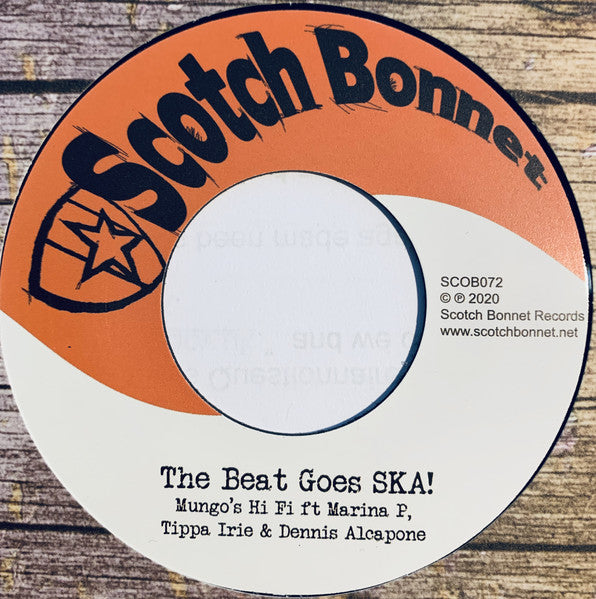 Scotch Bonnet
SCOB072
© ℗ 2020
Scotch Bonnet Records
www.scotchbonnet.net
The Beat Goes SKA!
Mungo's Hi Fi ft Marina P,
Tippa Irie & Dennis Alcapone